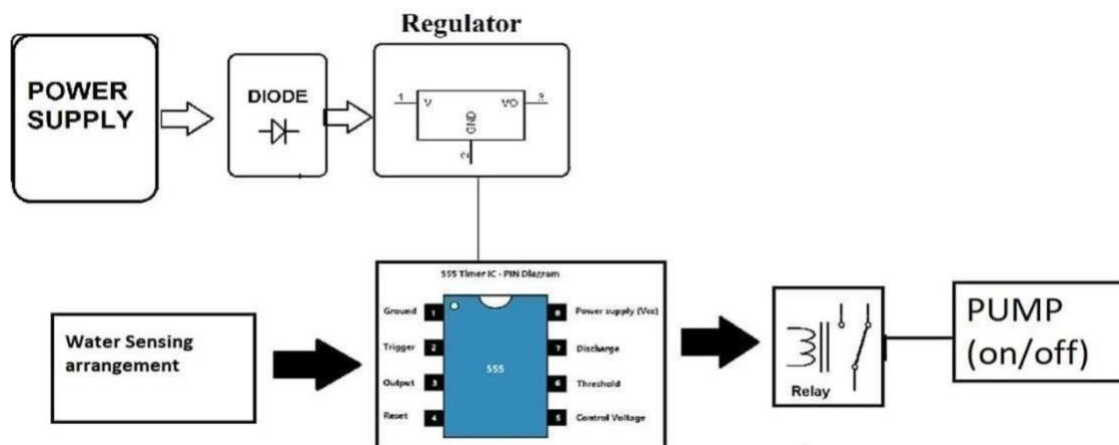 Regulator
POWER
SUPPLY
DIODE
1
V
VO
3
GND
555 Timer IC - PIN Diagram
Ground
1
8
Power supply (Vcc)
Trigger
2
7
Discharge
555
Output
3
6
Threshold
Reset
4
5
Control Voltage
Water Sensing
arrangement
Relay
PUMP
(on/off)